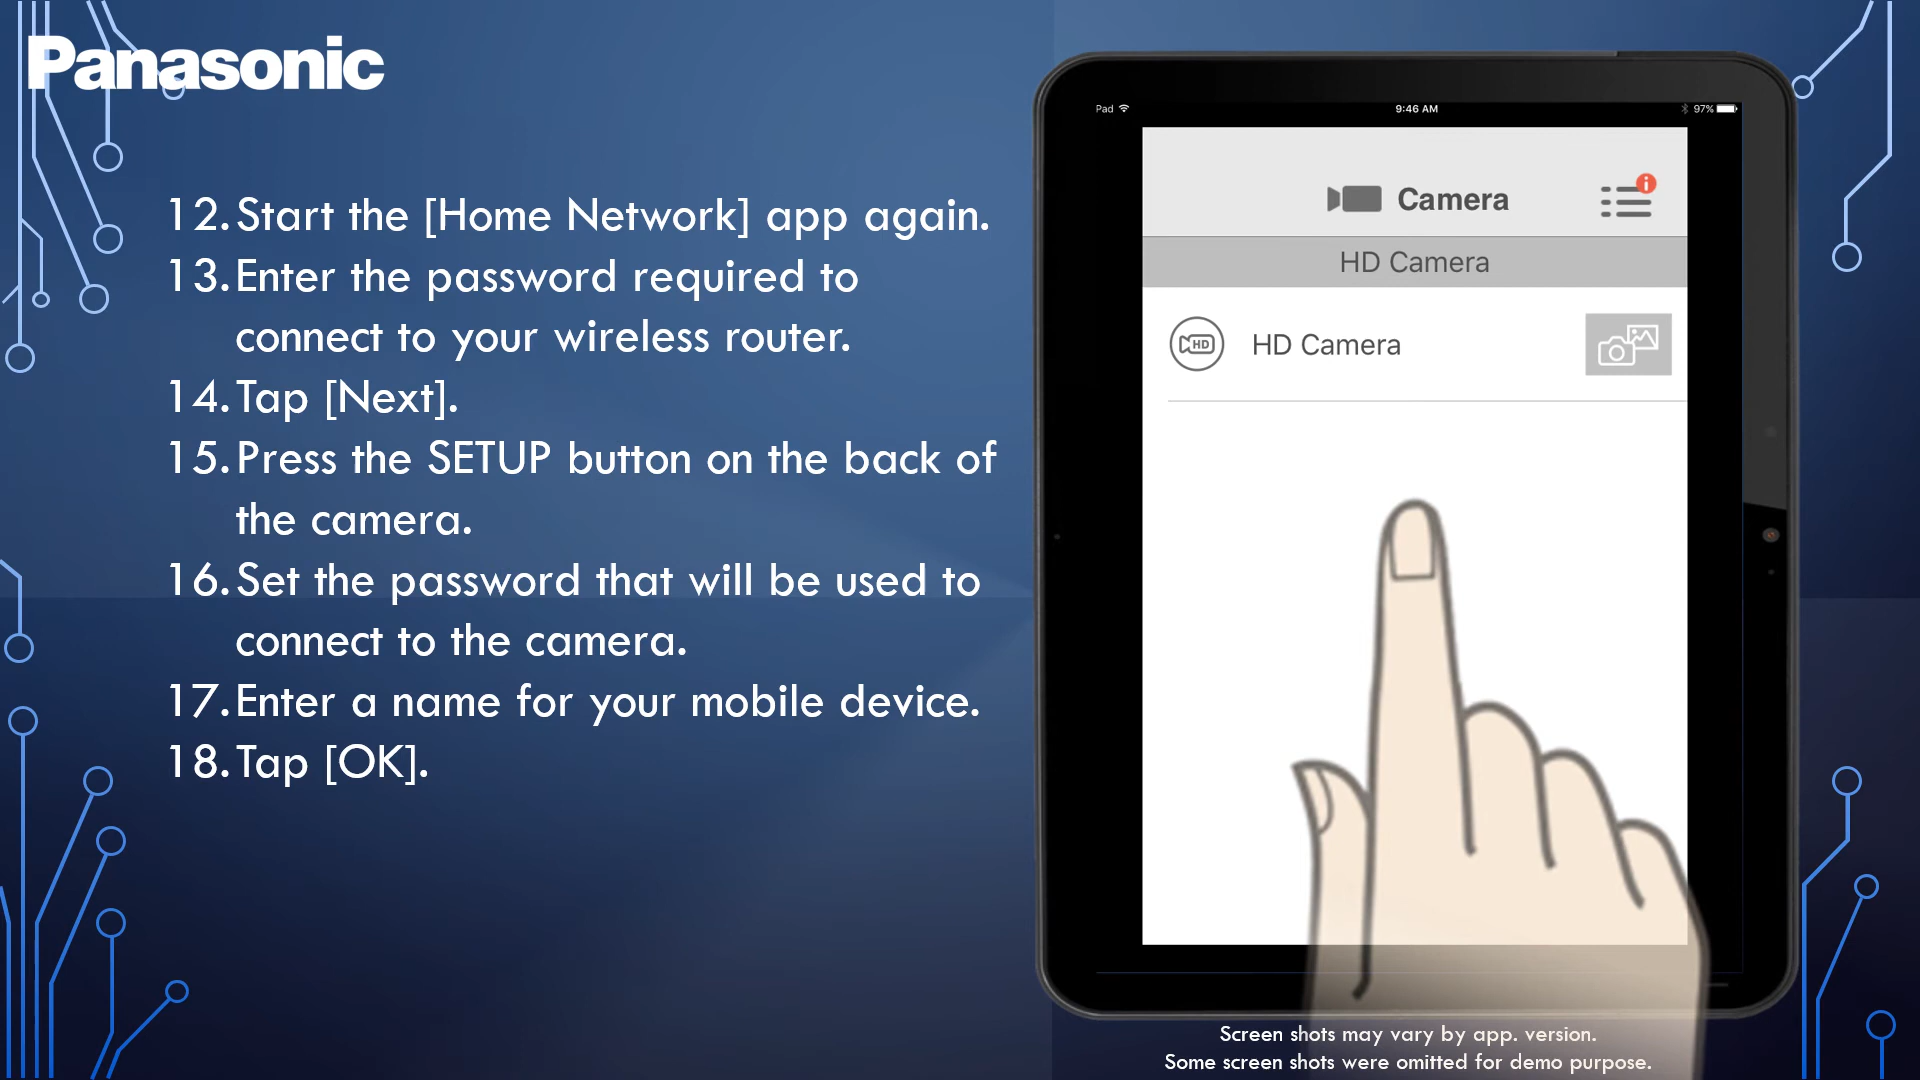 Panasonic
12. Start the [Home Network] app again.
13. Enter the password required to
connect to your wireless router.
14. Tap [Next].
15. Press the SETUP button on the back of
the camera.
16. Set the password that will be used to
connect to the camera.
17. Enter a name for your mobile device.
18. Tap [OK].
Pad 9:46 AM 97%
Camera i
HD Camera
HD HD Camera
Screen shots may vary by app. version.
Some screen shots were omitted for demo purpose.